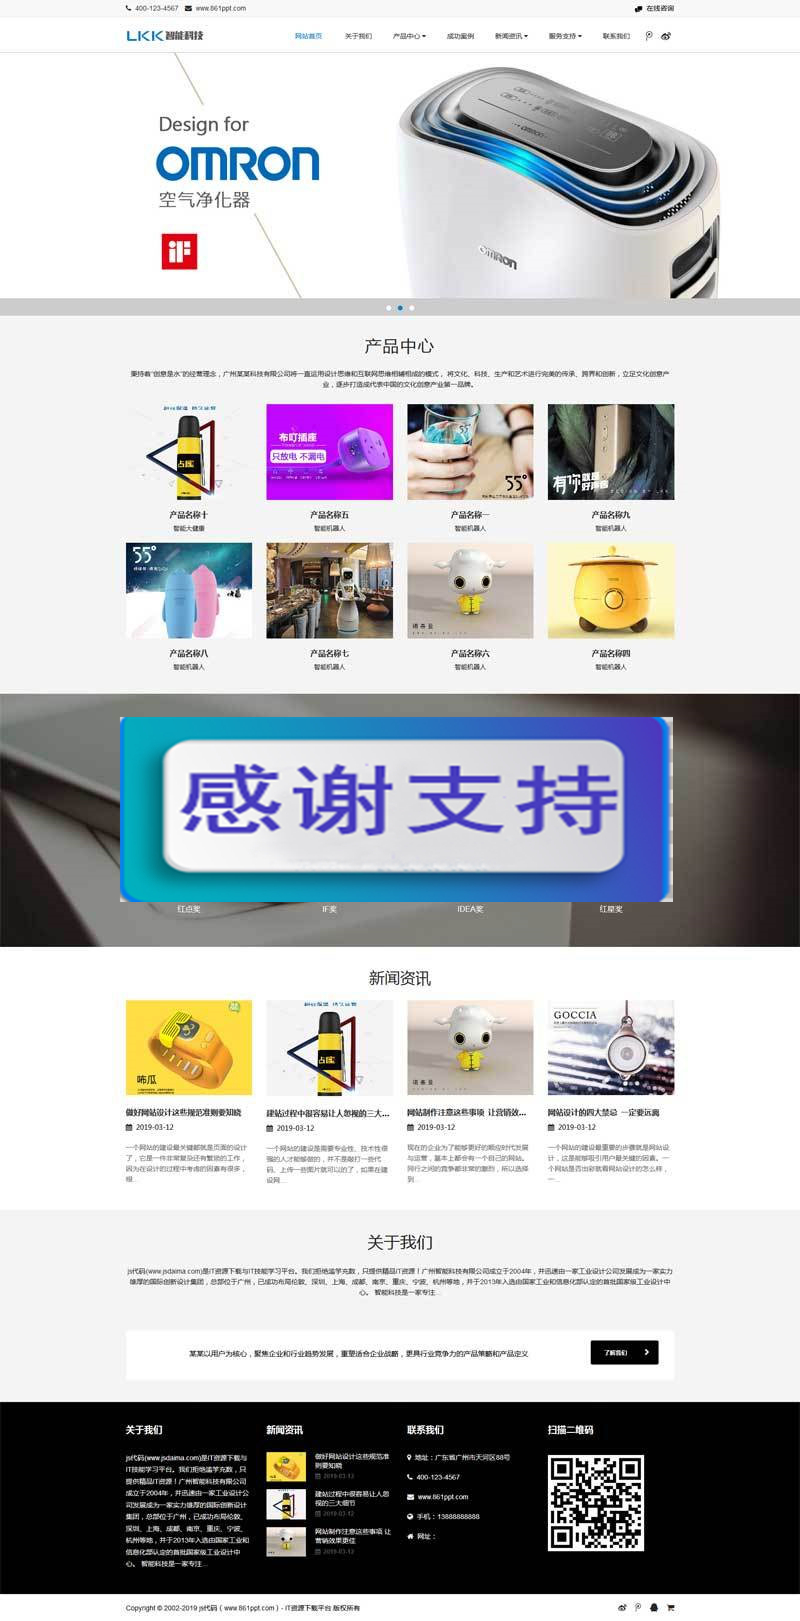 400-123-4567 www.861ppt.com 在线咨询
LKK智能科技 网站首页 关于我们 产品中心 成功案例 新闻资讯 服务支持 联系我们
Design for
OMRON
空气净化器
iF
OMRON
产品中心
秉持着"创意是水"的经营理念，广州某某科技有限公司将一直运用设计思维和互联网思维相辅相成的模式， 将文化、科技、生产和艺术进行完美的传承、跨界和创新，立足文化创意产
业，逐步打造成代表中国的文化创意产业第一品牌。
布叮插座
只放电 不漏电
55°
55°
有你就是
好声音
产品名称十 产品名称五 产品名称一 产品名称九
智能大健康 智能机器人 智能机器人 智能机器人
55°
诺布豆
产品名称八 产品名称七 产品名称六 产品名称四
智能机器人 智能机器人 智能机器人 智能机器人
感谢支持
红点奖 IF奖 IDEA奖 红星奖
新闻资讯
GOCCIA
咘瓜
诺布豆
做好网站设计这些规范准则要知晓 建站过程中很容易让人忽视的三大... 网站制作注意这些事项 让营销效... 网站设计的四大禁忌 一定要远离
2019-03-12 2019-03-12 2019-03-12 2019-03-12
一个网站的建设最关键都就是页面的设计
了，它是一件非常复杂还有繁琐的工作，
因为在设计的过程中考虑的因素有很多，
根...
一个网站的建设是需要专业性、技术性很
强的人才能够做的，并不是敲打一些代
码、上传一些图片就可以的了，如果在建
设网...
现在的企业为了能够更好的顺应时代发展
与运营，基本上都会有一个自己的网站。
同行之间的竞争都非常的激烈，所以选择
到...
一个网站的建设最重要的步骤就是网站设
计，这是能够吸引用户最关键的因素。一
个网站是否出彩就看网站设计的怎么样，
一...
关于我们
js代码(www.jsdaima.com)是IT资源下载与IT技能学习平台。我们拒绝滥竽充数，只提供精品IT资源！广州智能科技有限公司成立于2004年，并迅速由一家工业设计公司发展成为一家实力
雄厚的国际创新设计集团，总部位于广州，已成功布局伦敦、深圳、上海、成都、南京、重庆、宁波、杭州等地，并于2013年入选由国家工业和信息化部认定的首批国家级工业设计中
心。 智能科技是一家专注...
某某以用户为核心，聚焦企业和行业趋势发展，重塑适合企业战略，更具行业竞争力的产品策略和产品定义 了解我们
关于我们 新闻资讯 联系我们 扫描二维码
js代码(www.jsdaima.com)是IT资源下载与
IT技能学习平台。我们拒绝滥竽充数，只
提供精品IT资源！广州智能科技有限公司
成立于2004年，并迅速由一家工业设计公
司发展成为一家实力雄厚的国际创新设计
集团，总部位于广州，已成功布局伦敦、
深圳、上海、成都、南京、重庆、宁波、
杭州等地，并于2013年入选由国家工业和
信息化部认定的首批国家级工业设计中
心。 智能科技是一家专注...
做好网站设计这些规范准
则要知晓
2019-03-12
建站过程中很容易让人忽
视的三大细节
2019-03-12
网站制作注意这些事项 让
营销效果更佳
2019-03-12
地址：广东省广州市天河区88号
400-123-4567
www.861ppt.com
手机：13888888888
网址：
Copyright © 2002-2019 js代码（www.861ppt.com）- IT资源下载平台 版权所有